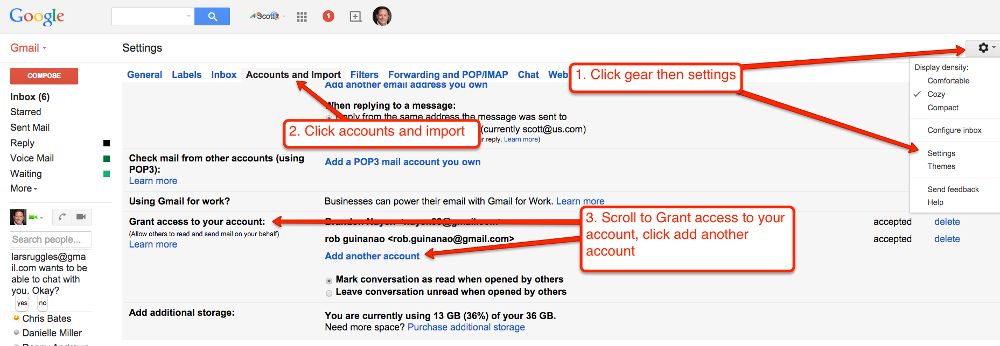 Google
+Scott
1
Gmail
Settings
COMPOSE
Inbox (6)
Starred
Sent Mail
Reply
Voice Mail
Waiting
More
Search people...
larsruggles@gma
il.com wants to be
able to chat with
you. Okay?
yes no
Chris Bates
Danielle Miller
General Labels Inbox Accounts and Import Filters Forwarding and POP/IMAP Chat Web
Add another email address you own
When replying to a message:
Reply from the same address the message was sent to
(currently scott@us.com)
reply. Learn more)
Check mail from other accounts (using
POP3):
Learn more
Add a POP3 mail account you own
Using Gmail for work?
Businesses can power their email with Gmail for Work. Learn more
Grant access to your account:
(Allow others to read and send mail on your behalf)
Learn more
Brandon
accepted delete
rob guinanao <rob.guinanao@gmail.com>
accepted delete
Add another account
Mark conversation as read when opened by others
Leave conversation unread when opened by others
Add additional storage:
You are currently using 13 GB (36%) of your 36 GB.
Need more space? Purchase additional storage
1. Click gear then settings
2. Click accounts and import
3. Scroll to Grant access to your
account, click add another
account
Display density:
Comfortable
Cozy
Compact
Configure inbox
Settings
Themes
Send feedback
Help